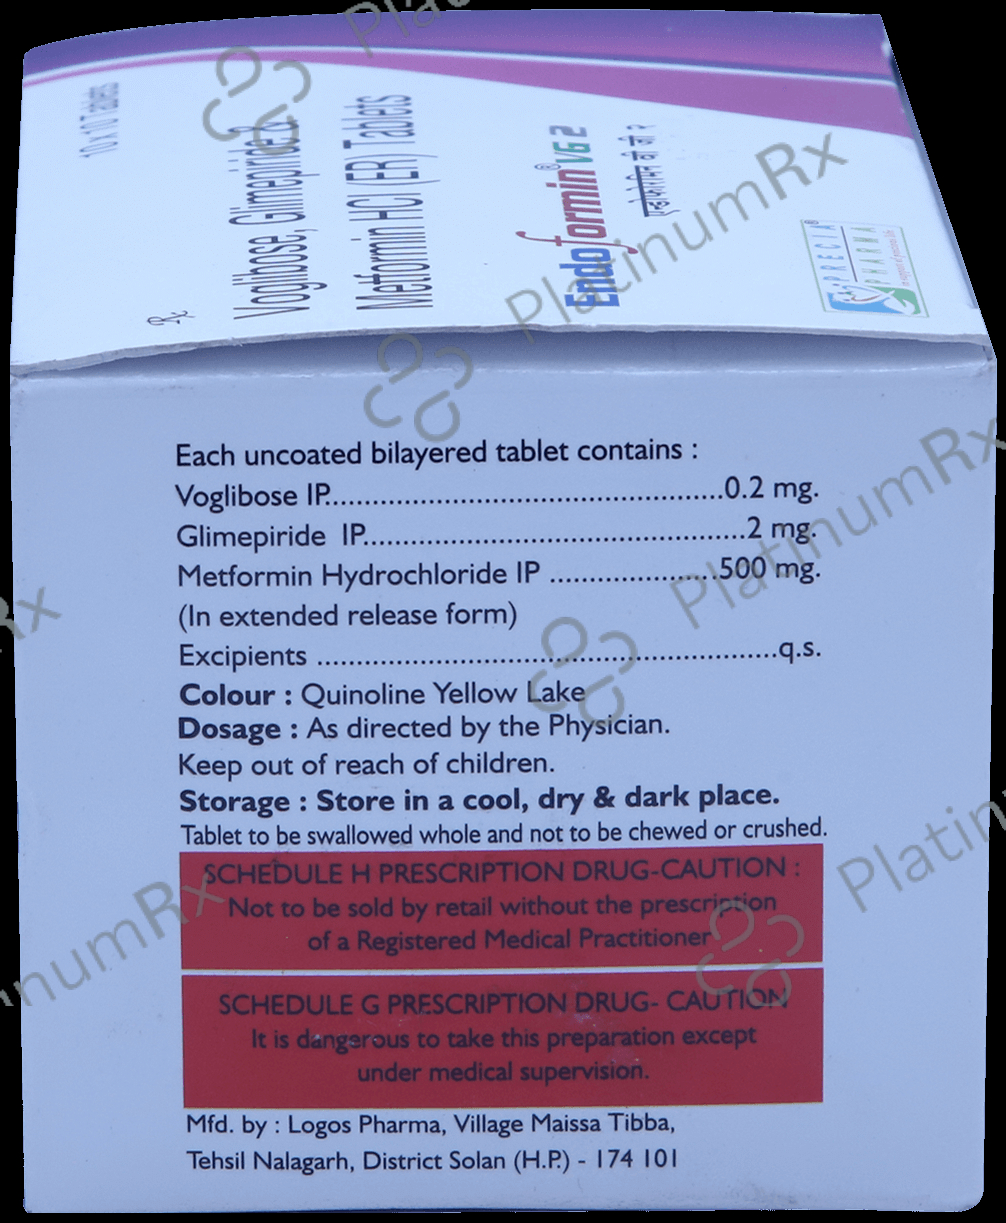 10 x 10 Tablets
Rx
Voglibose, Glimepiride &
Metformin HCl (ER) Tablets
Endoformin® VG 2
एन्डोफोरमिन वी जी २
PRECIA®
PHARMA
Each uncoated bilayered tablet contains :
Voglibose IP................................................0.2 mg.
Glimepiride IP...............................................2 mg.
Metformin Hydrochloride IP .....................500 mg.
(In extended release form)
Excipients .........................................................q.s.
Colour : Quinoline Yellow Lake
Dosage : As directed by the Physician.
Keep out of reach of children.
Storage : Store in a cool, dry & dark place.
Tablet to be swallowed whole and not to be chewed or crushed.
SCHEDULE H PRESCRIPTION DRUG-CAUTION :
Not to be sold by retail without the prescription
of a Registered Medical Practitioner
SCHEDULE G PRESCRIPTION DRUG- CAUTION
It is dangerous to take this preparation except
under medical supervision.
Mfd. by : Logos Pharma, Village Maissa Tibba,
Tehsil Nalagarh, District Solan (H.P.) - 174 101
PlatinumRx
PlatinumRx
PlatinumRx